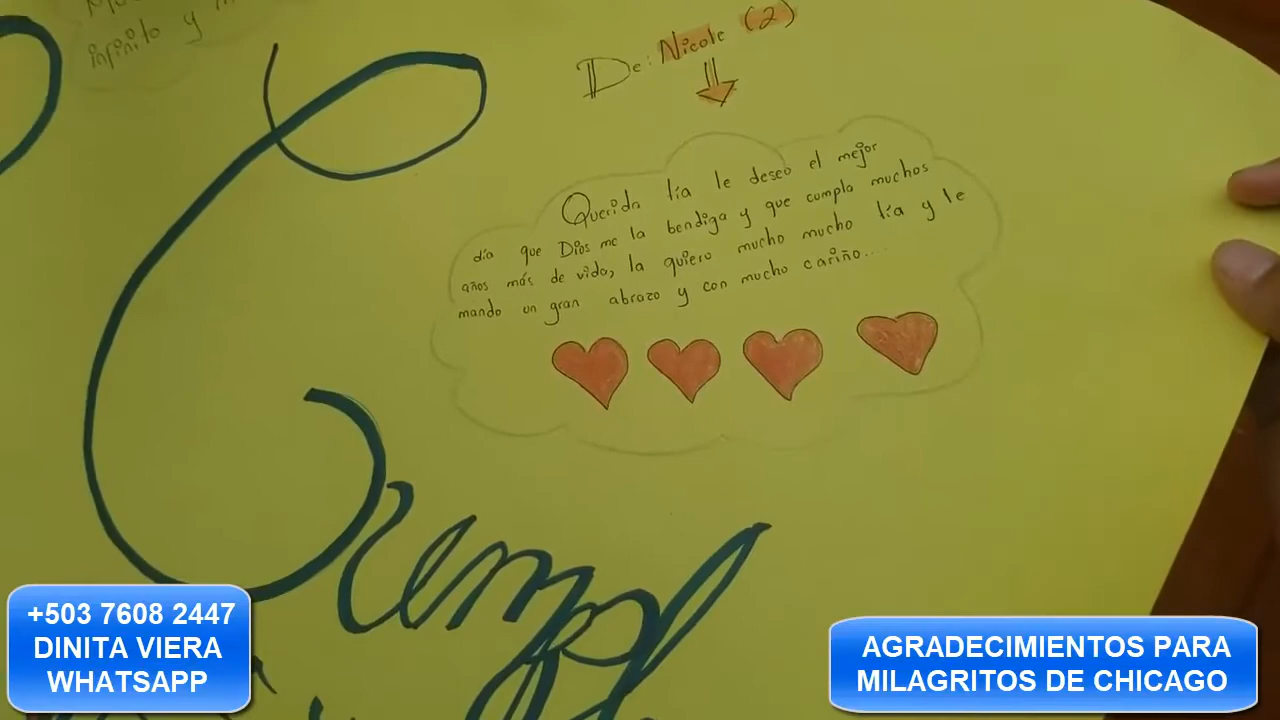 infinito y
De: Nicole (2)
Querida tía le deseo el mejor
día que Dios me la bendiga y que cumpla muchos
años más de vida, la quiero mucho mucho tía y le
mando un gran abrazo y con mucho cariño...
Cumpl
+503 7608 2447
DINITA VIERA
WHATSAPP
AGRADECIMIENTOS PARA
MILAGRITOS DE CHICAGO